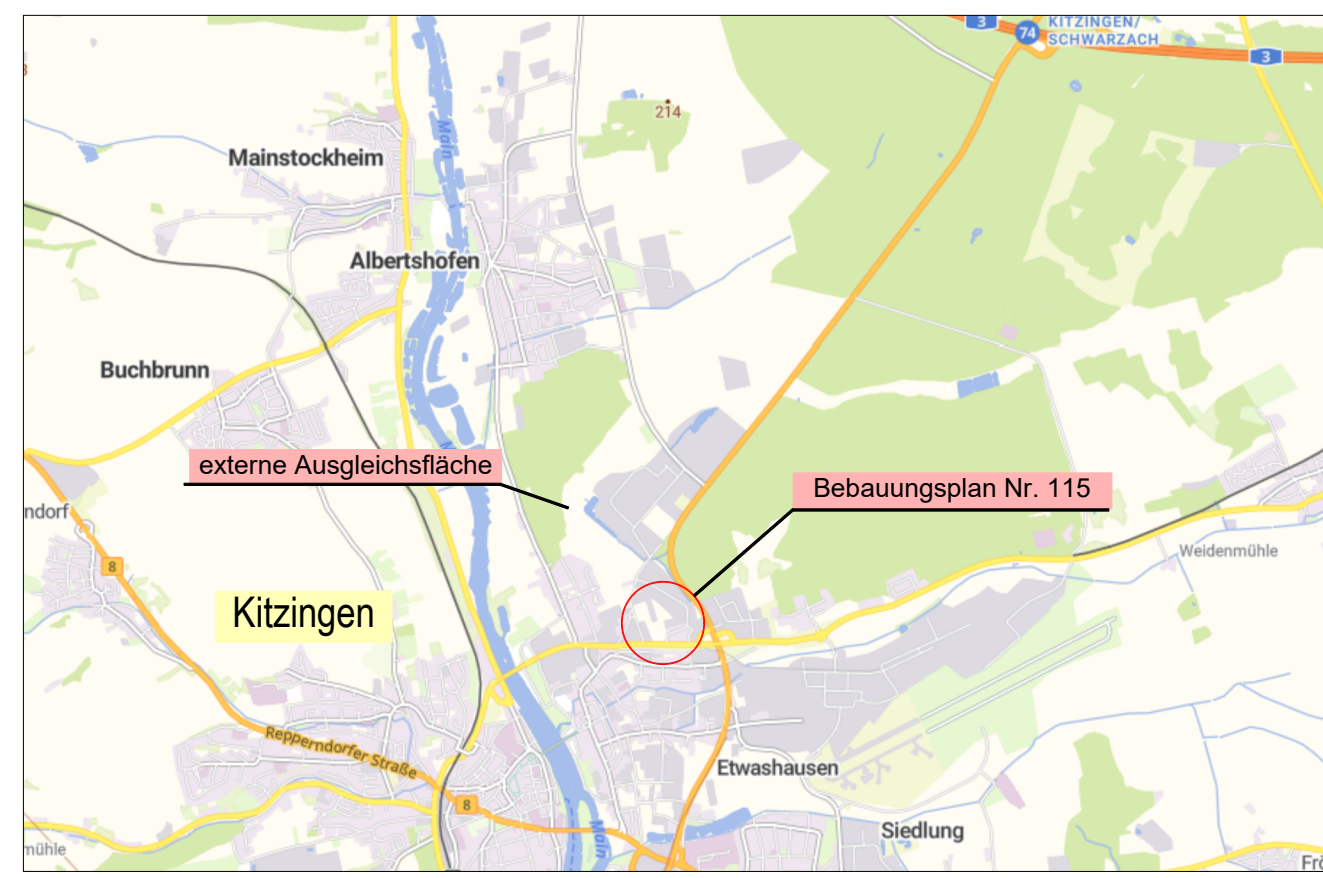 3
74
KITZINGEN/
SCHWARZACH
3
214
Main
Mainstockheim
Albertshofen
Buchbrunn
externe Ausgleichsfläche
Bebauungsplan Nr. 115
ndorf
8
Weidenmühle
Kitzingen
Repperndorfer Straße
Etwashausen
8
Main
Siedlung
mühle
Frö